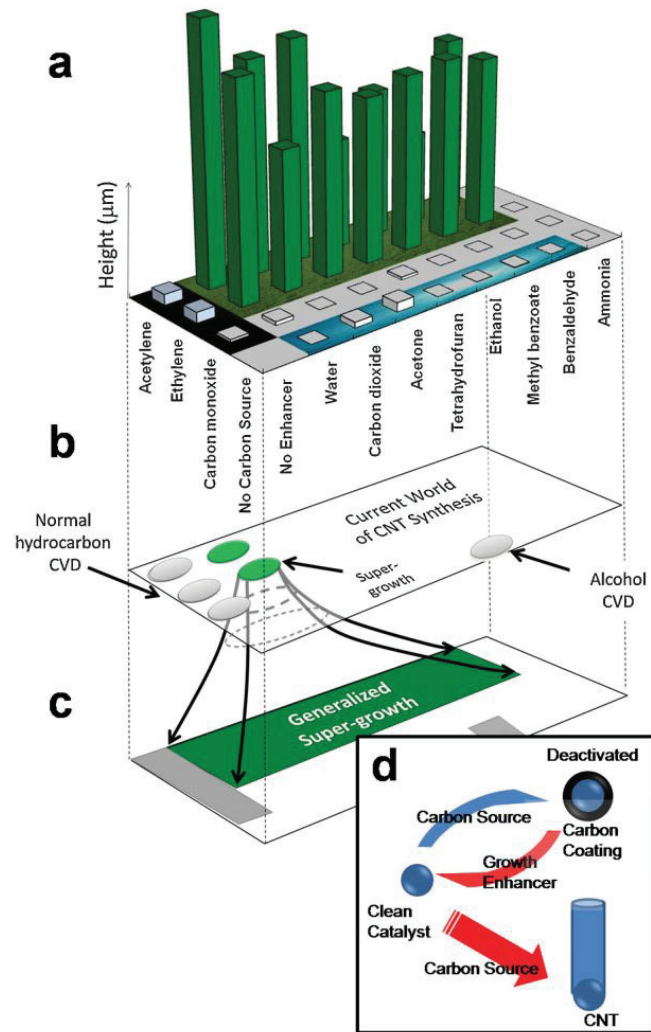 a
Height (μm)
Acetylene
Ethylene
Carbon monoxide
No Carbon Source
No Enhancer
Water
Carbon dioxide
Acetone
Tetrahydrofuran
Ethanol
Methyl benzoate
Benzaldehyde
Ammonia
b
Normal
hydrocarbon
CVD
Current World
of CNT Synthesis
Super-
growth
Alcohol
CVD
c
Generalized
Super-growth
d
Deactivated
Carbon Source
Carbon
Coating
Growth
Enhancer
Clean
Catalyst
Carbon Source
CNT